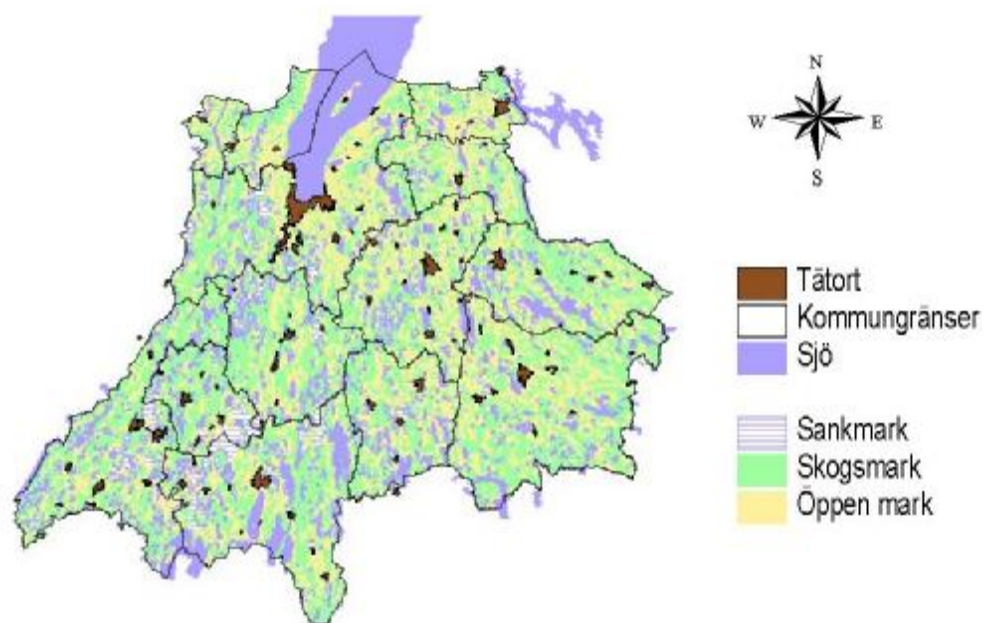 N
W E
S
Tätort
Kommungränser
Sjö
Sankmark
Skogsmark
Öppen mark